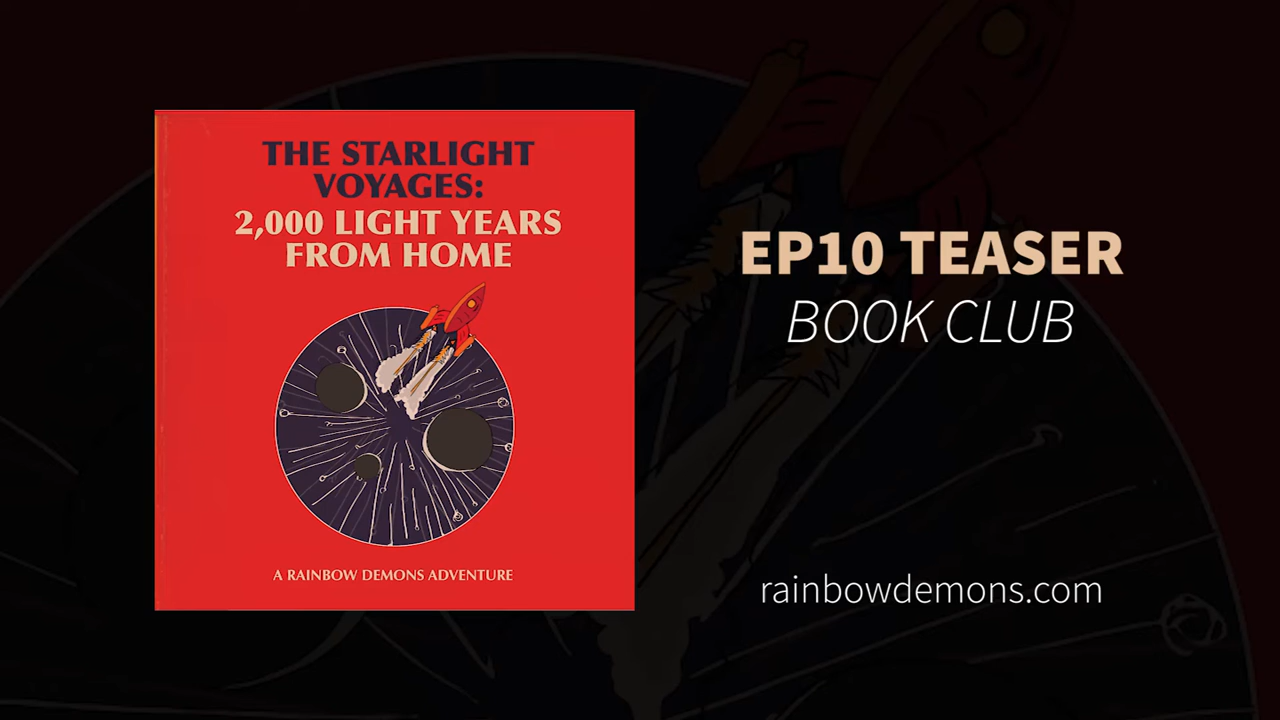 THE STARLIGHT
VOYAGES:
2,000 LIGHT YEARS
FROM HOME
A RAINBOW DEMONS ADVENTURE
EP10 TEASER
BOOK CLUB
rainbowdemons.com